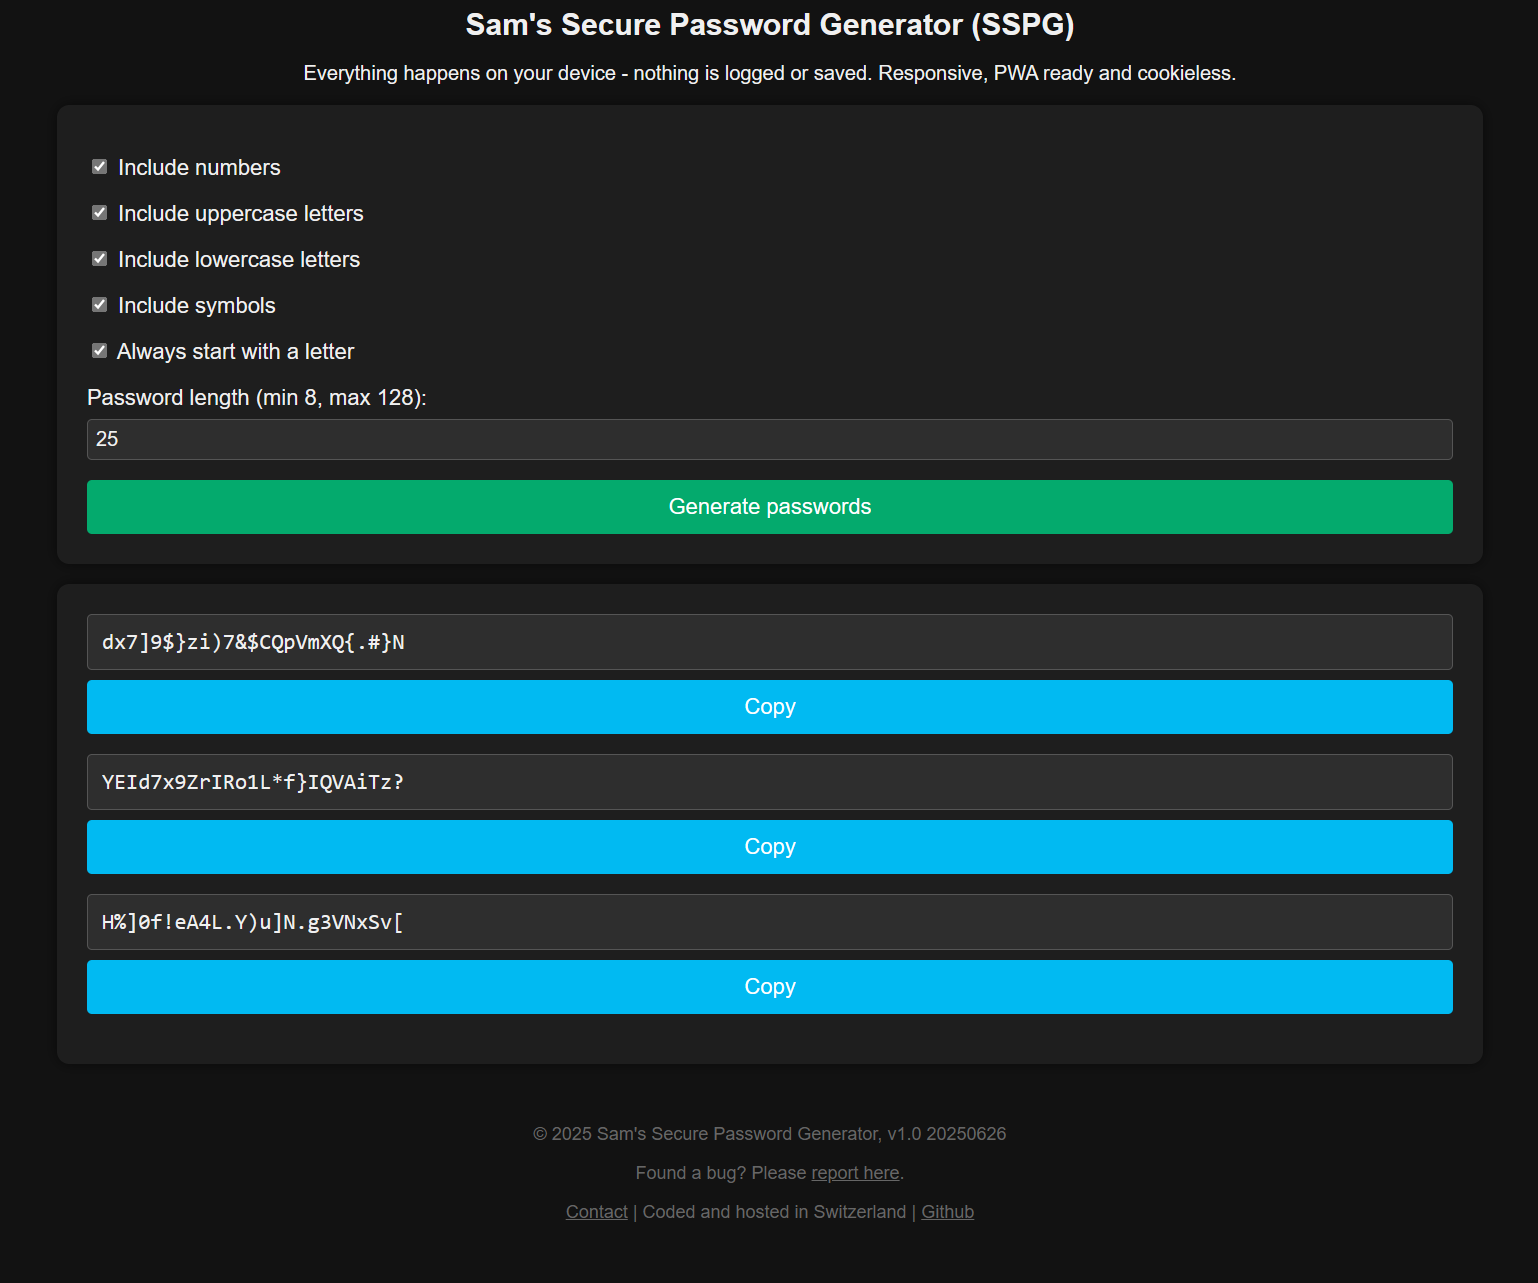 Sam's Secure Password Generator (SSPG)
Everything happens on your device - nothing is logged or saved. Responsive, PWA ready and cookieless.
Include numbers
Include uppercase letters
Include lowercase letters
Include symbols
Always start with a letter
Password length (min 8, max 128):
25
Generate passwords
dx7]9$}zi)7&$CQpVmXQ{.#}N
Copy
YEId7x9ZrIRo1L*f}IQVAiTz?
Copy
H%]0f!eA4L.Y)u]N.g3VNxSv[
Copy
© 2025 Sam's Secure Password Generator, v1.0 20250626
Found a bug? Please report here.
Contact | Coded and hosted in Switzerland | Github